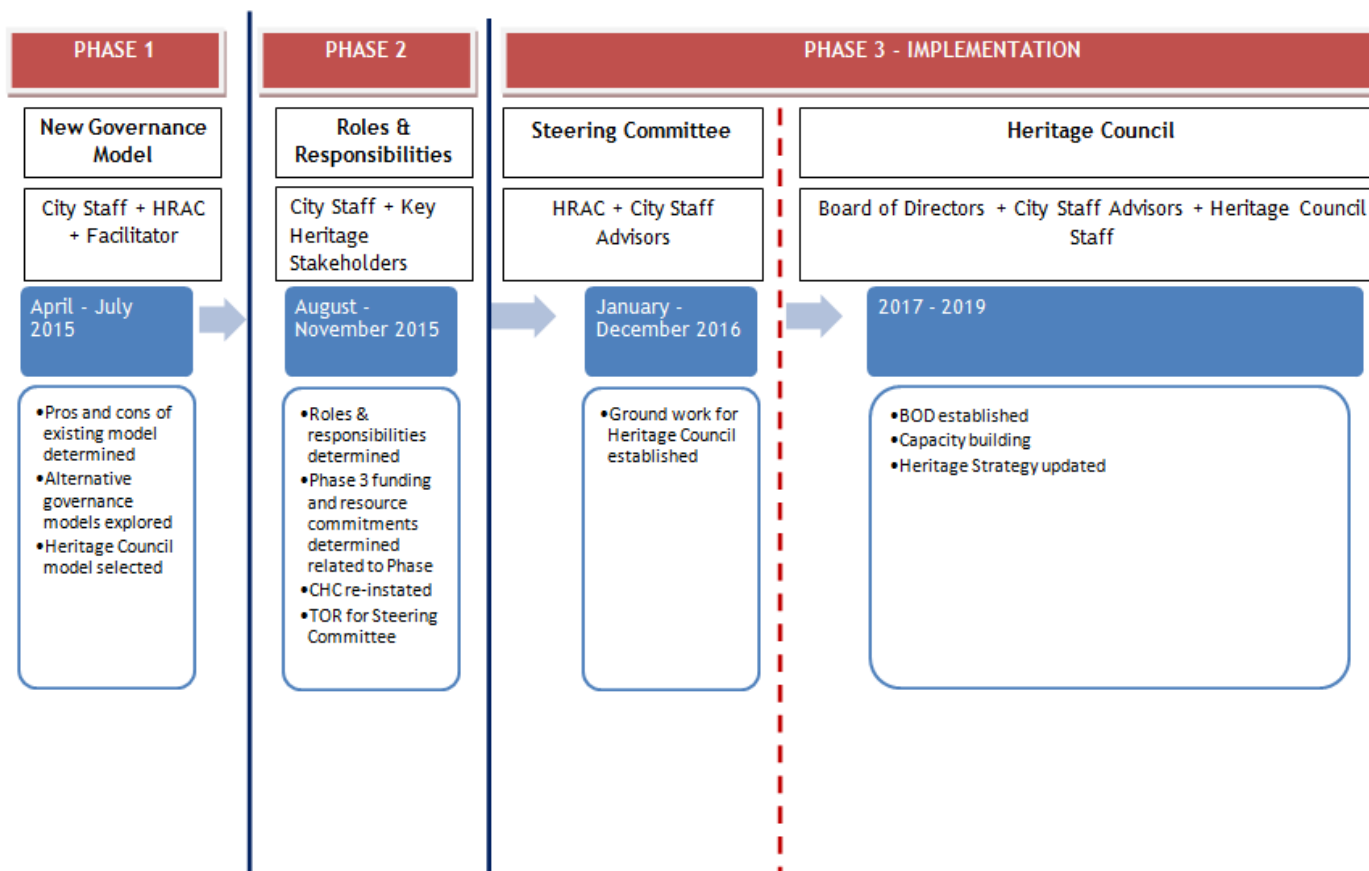 PHASE 1
New Governance
Model
City Staff + HRAC
+ Facilitator
April - July
2015
•Pros and cons of
existing model
determined
•Alternative
governance
models explored
•Heritage Council
model selected
PHASE 2
Roles &
Responsibilities
City Staff + Key
Heritage
Stakeholders
August -
November 2015
•Roles &
responsibilities
determined
•Phase 3 funding
and resource
commitments
determined
related to Phase
•CHC re-instated
•TOR for Steering
Committee
PHASE 3 - IMPLEMENTATION
Steering Committee
HRAC + City Staff
Advisors
January -
December 2016
•Ground work for
Heritage Council
established
Heritage Council
Board of Directors + City Staff Advisors + Heritage Council
Staff
2017 - 2019
•BOD established
•Capacity building
•Heritage Strategy updated